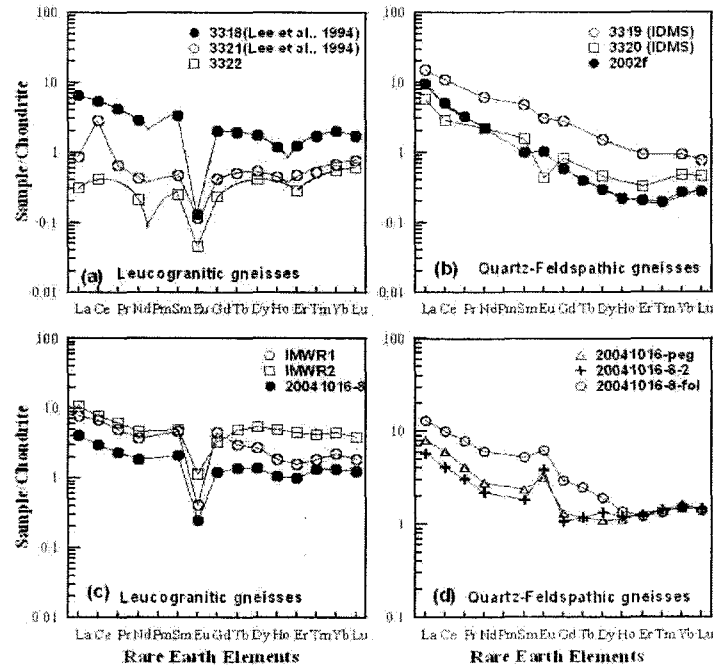 100
10
1
0.1
0.01
Sample/Chondrite
3318(Lee et al., 1994)
3321(Lee et al., 1994)
3322
(a) Leucogranitic gneisses
La Ce Pr Nd Pm Sm Eu Gd Tb Dy Ho Er Tm Yb Lu
100
10
1
0.1
0.01
3319 (IDMS)
3320 (IDMS)
2002f
(b) Quartz-Feldspathic gneisses
La Ce Pr Nd Pm Sm Eu Gd Tb Dy Ho Er Tm Yb Lu
100
10
1
0.1
0.01
Sample/Chondrite
IMWR1
IMWR2
20041016-8
(c) Leucogranitic gneisses
La Ce Pr Nd Pm Sm Eu Gd Tb Dy Ho Er Tm Yb Lu
Rare Earth Elements
100
10
1
0.1
20041016-peg
20041016-8-2
20041016-8-fol
(d) Quartz-Feldspathic gneisses
La Ce Pr Nd Pm Sm Eu Gd Tb Dy Ho Er Tm Yb Lu
Rare Earth Elements